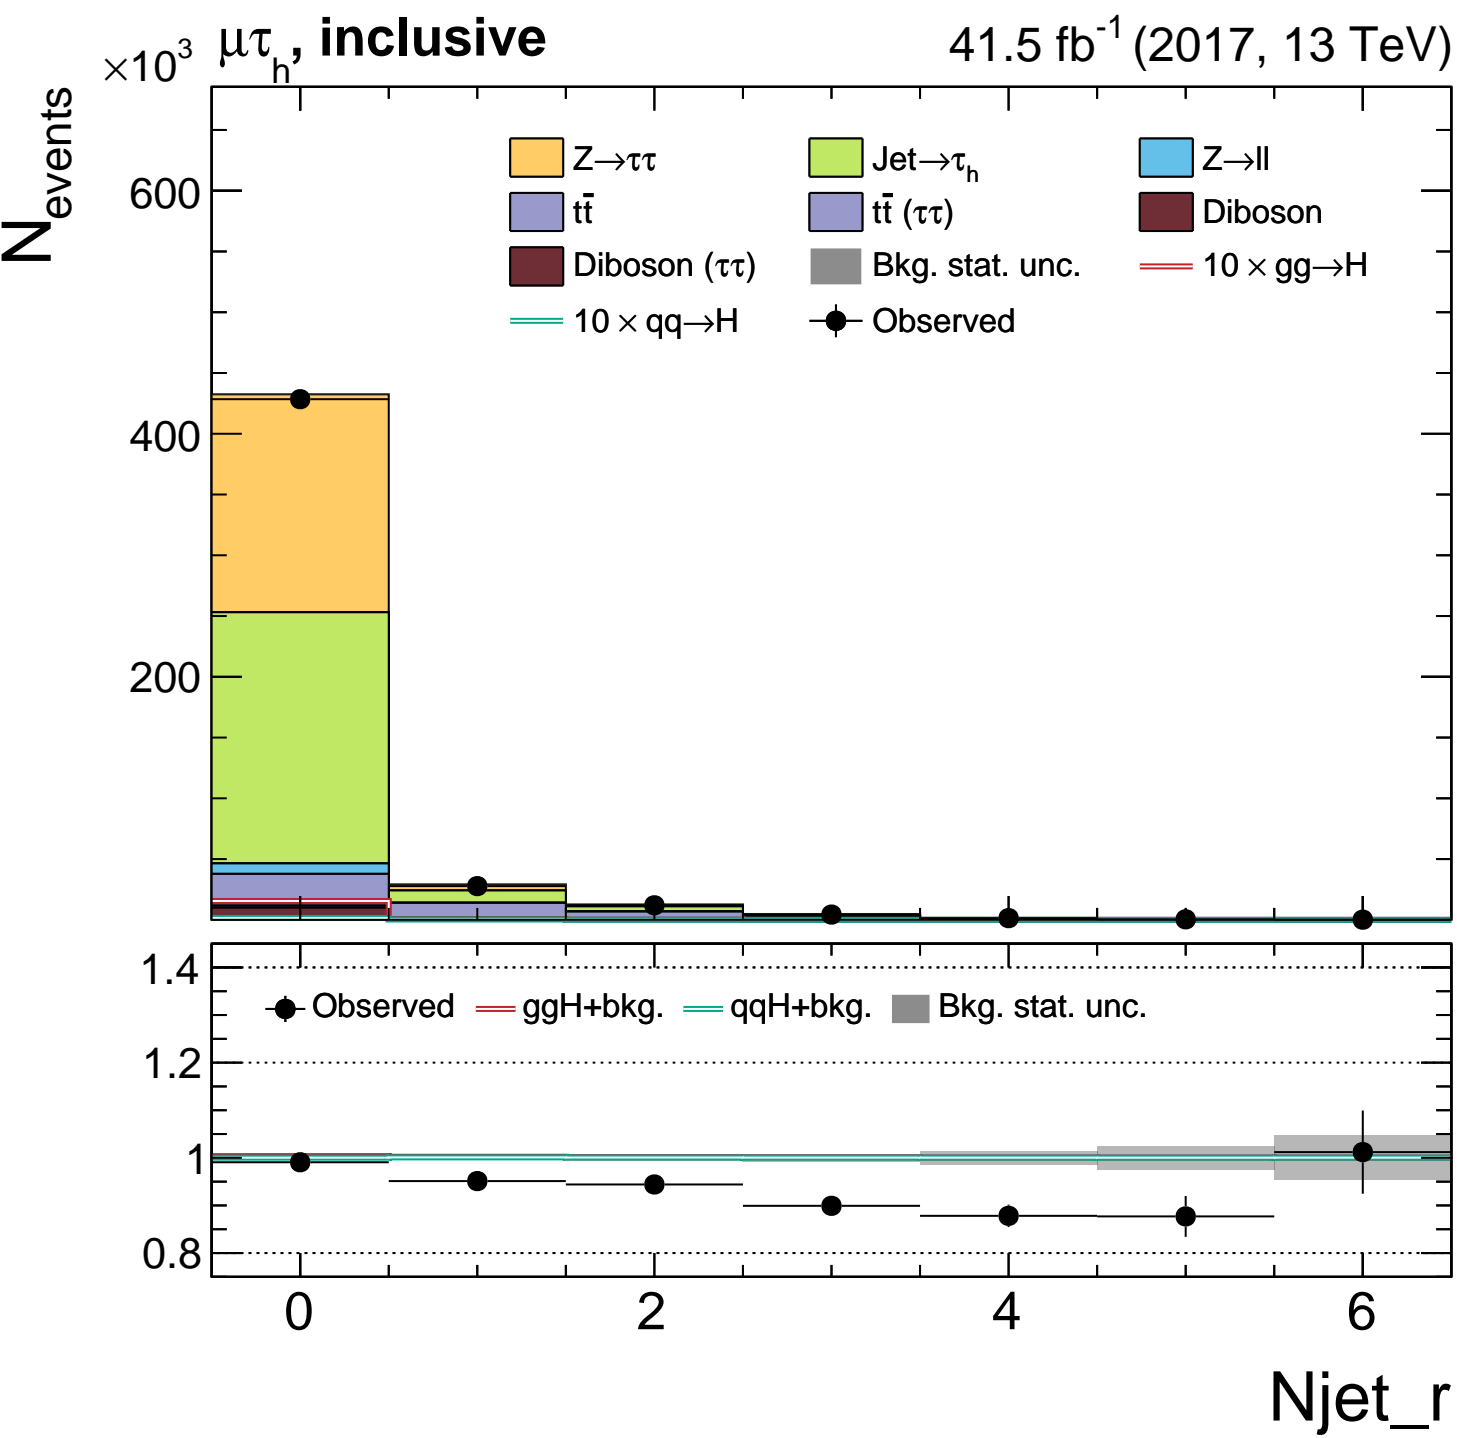 ×10³ μτₕ, inclusive 41.5 fb⁻¹ (2017, 13 TeV)
N_events
Z→ττ Jet→τₕ Z→ll
tt̄ tt̄ (ττ) Diboson
Diboson (ττ) Bkg. stat. unc. 10 × gg→H
10 × qq→H Observed
600
400
200
1.4
Observed ggH+bkg. qqH+bkg. Bkg. stat. unc.
1.2
1
0.8
0 2 4 6
Njet_r